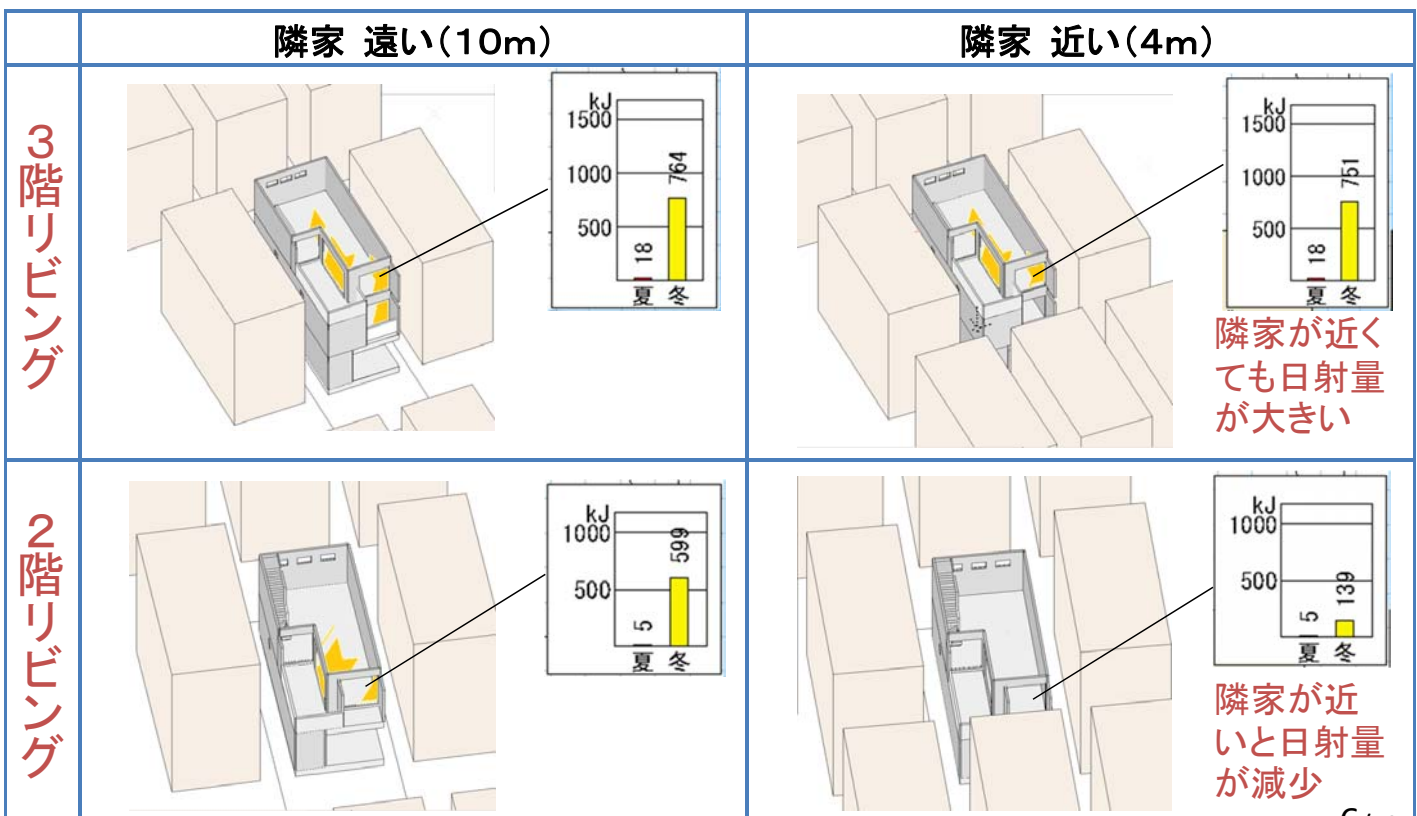 隣家 遠い(10m)
隣家 近い(4m)
3階リビング
kJ
1500
1000
500
18
764
夏 冬
kJ
1500
1000
500
18
751
夏 冬
隣家が近く
ても日射量
が大きい
2階リビング
kJ
1000
500
5
599
夏 冬
kJ
1000
500
5
139
夏 冬
隣家が近
いと日射量
が減少